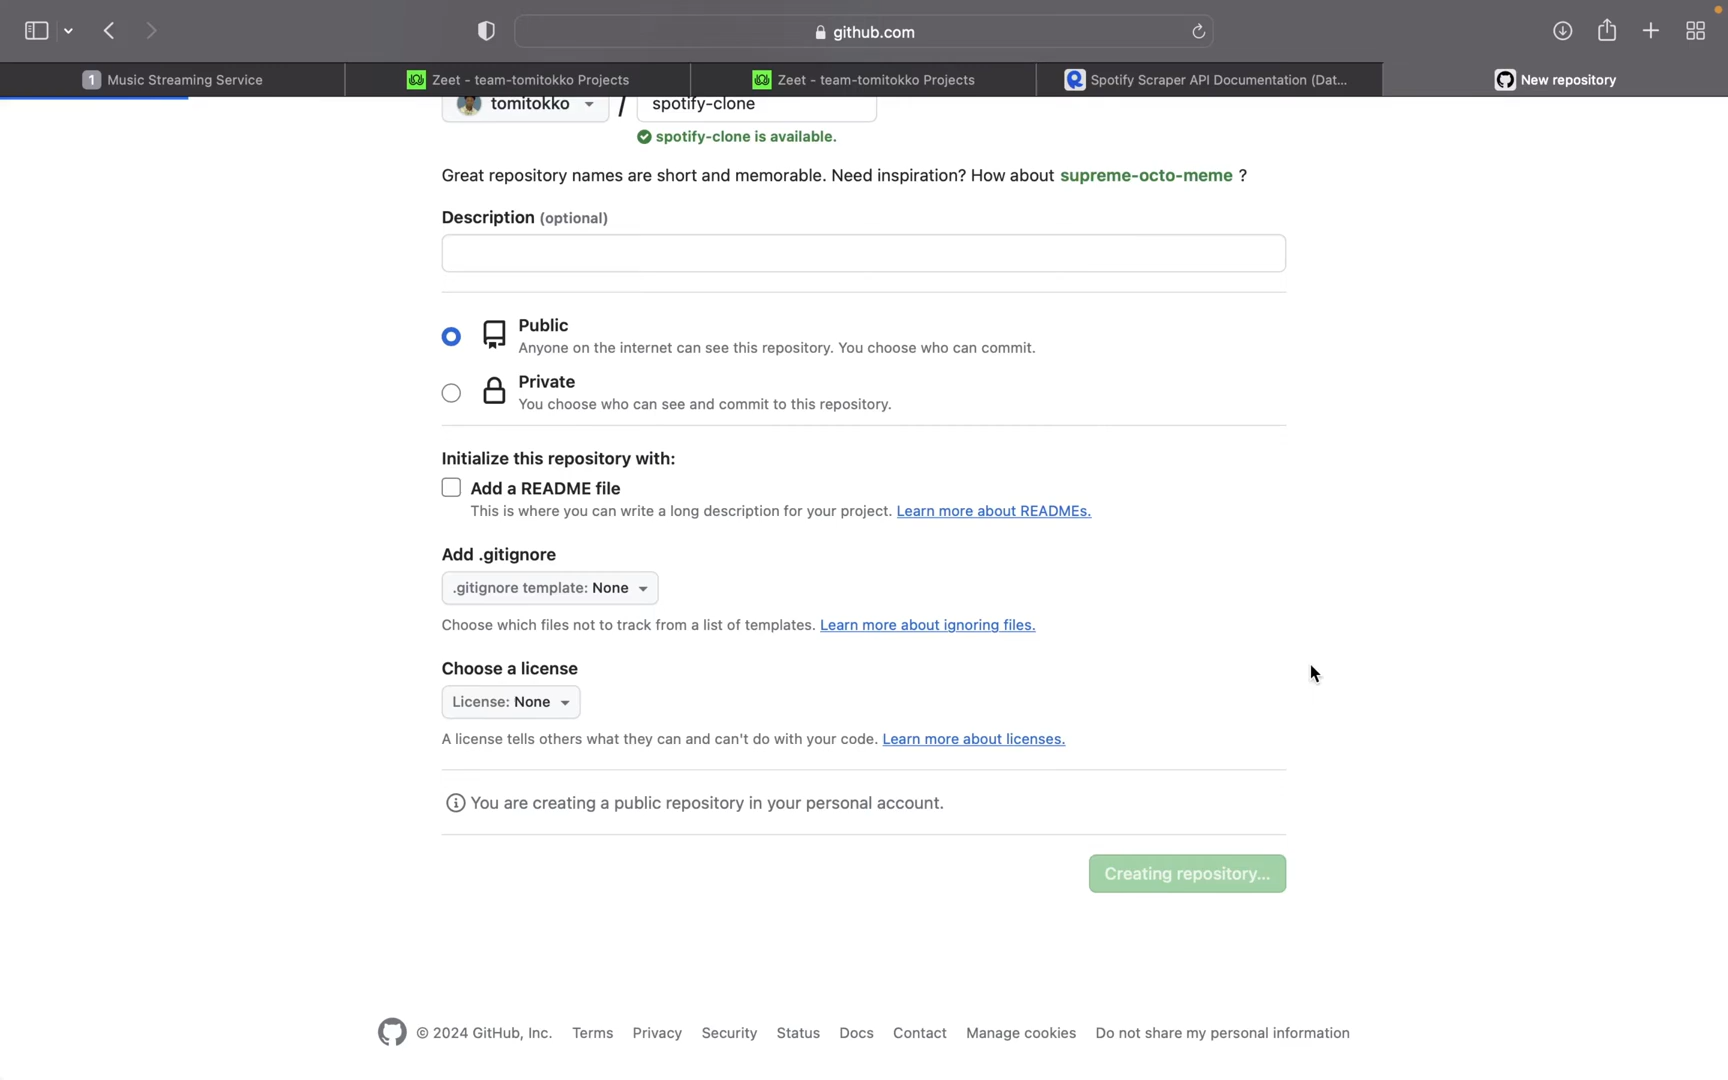 github.com
1 Music Streaming Service
Zeet - team-tomitokko Projects
Zeet - team-tomitokko Projects
Spotify Scraper API Documentation (Dat...
New repository
tomitokko / spotify-clone
spotify-clone is available.
Great repository names are short and memorable. Need inspiration? How about supreme-octo-meme ?
Description (optional)
Public
Anyone on the internet can see this repository. You choose who can commit.
Private
You choose who can see and commit to this repository.
Initialize this repository with:
Add a README file
This is where you can write a long description for your project. Learn more about READMEs.
Add .gitignore
.gitignore template: None
Choose which files not to track from a list of templates. Learn more about ignoring files.
Choose a license
License: None
A license tells others what they can and can't do with your code. Learn more about licenses.
You are creating a public repository in your personal account.
Creating repository...
© 2024 GitHub, Inc. Terms Privacy Security Status Docs Contact Manage cookies Do not share my personal information